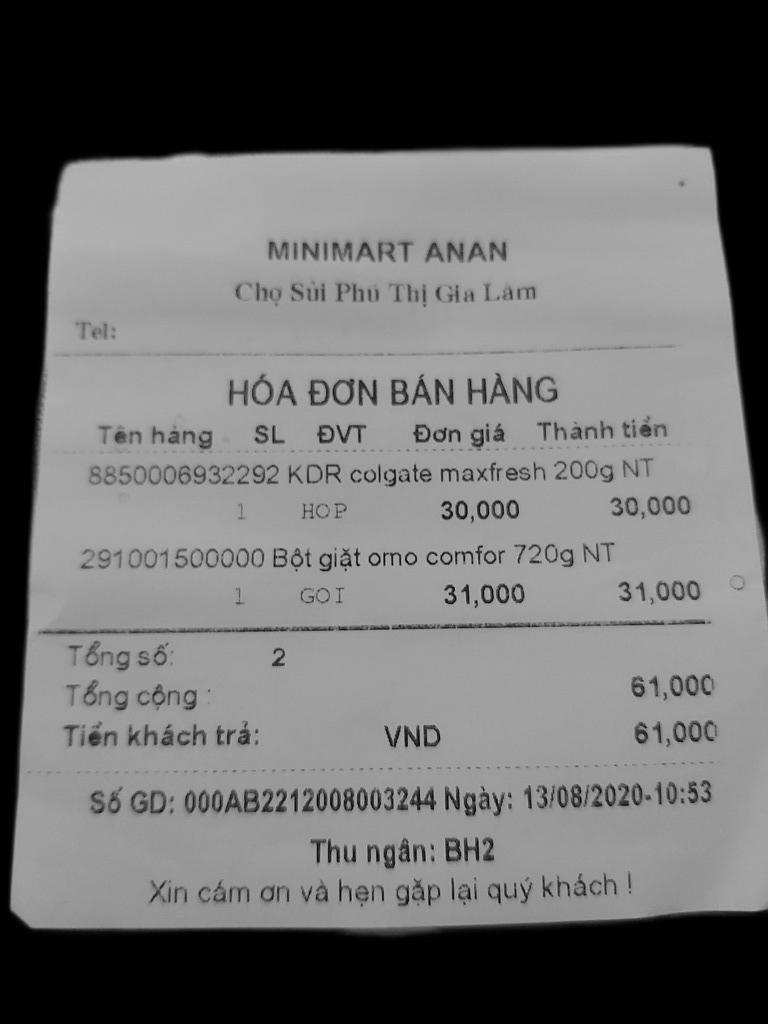 MINIMART ANAN
Chợ Sủi Phú Thị Gia Lâm
Tel:
HÓA ĐƠN BÁN HÀNG
Tên hàng SL ĐVT Đơn giá Thành tiền
8850006932292 KDR colgate maxfresh 200g NT
1 HOP 30,000 30,000
291001500000 Bột giặt omo comfor 720g NT
1 GOI 31,000 31,000
Tổng số: 2
Tổng cộng : 61,000
Tiền khách trả: VND 61,000
Số GD: 000AB2212008003244 Ngày: 13/08/2020-10:53
Thu ngân: BH2
Xin cám ơn và hẹn gặp lại quý khách !